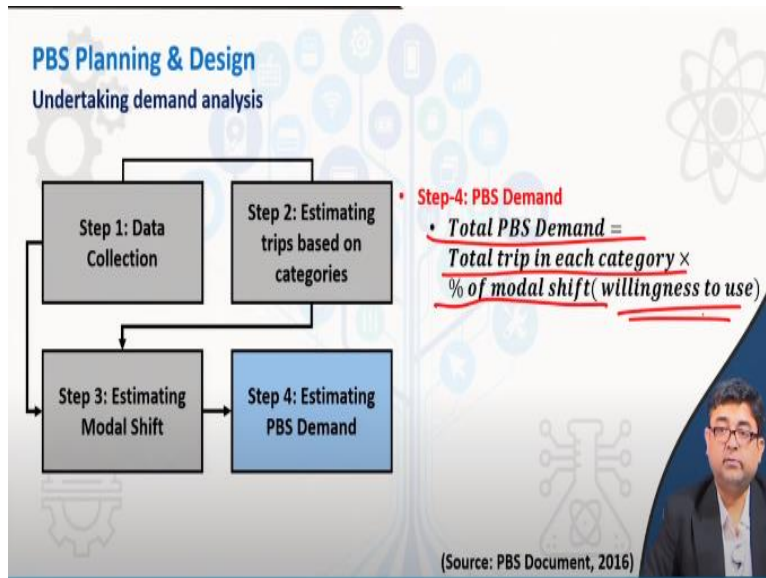 PBS Planning & Design
Undertaking demand analysis
Step 1: Data
Collection
Step 2: Estimating
trips based on
categories
Step 3: Estimating
Modal Shift
Step 4: Estimating
PBS Demand
• Step-4: PBS Demand
• Total PBS Demand =
Total trip in each category ×
% of modal shift( willingness to use)
(Source: PBS Document, 2016)